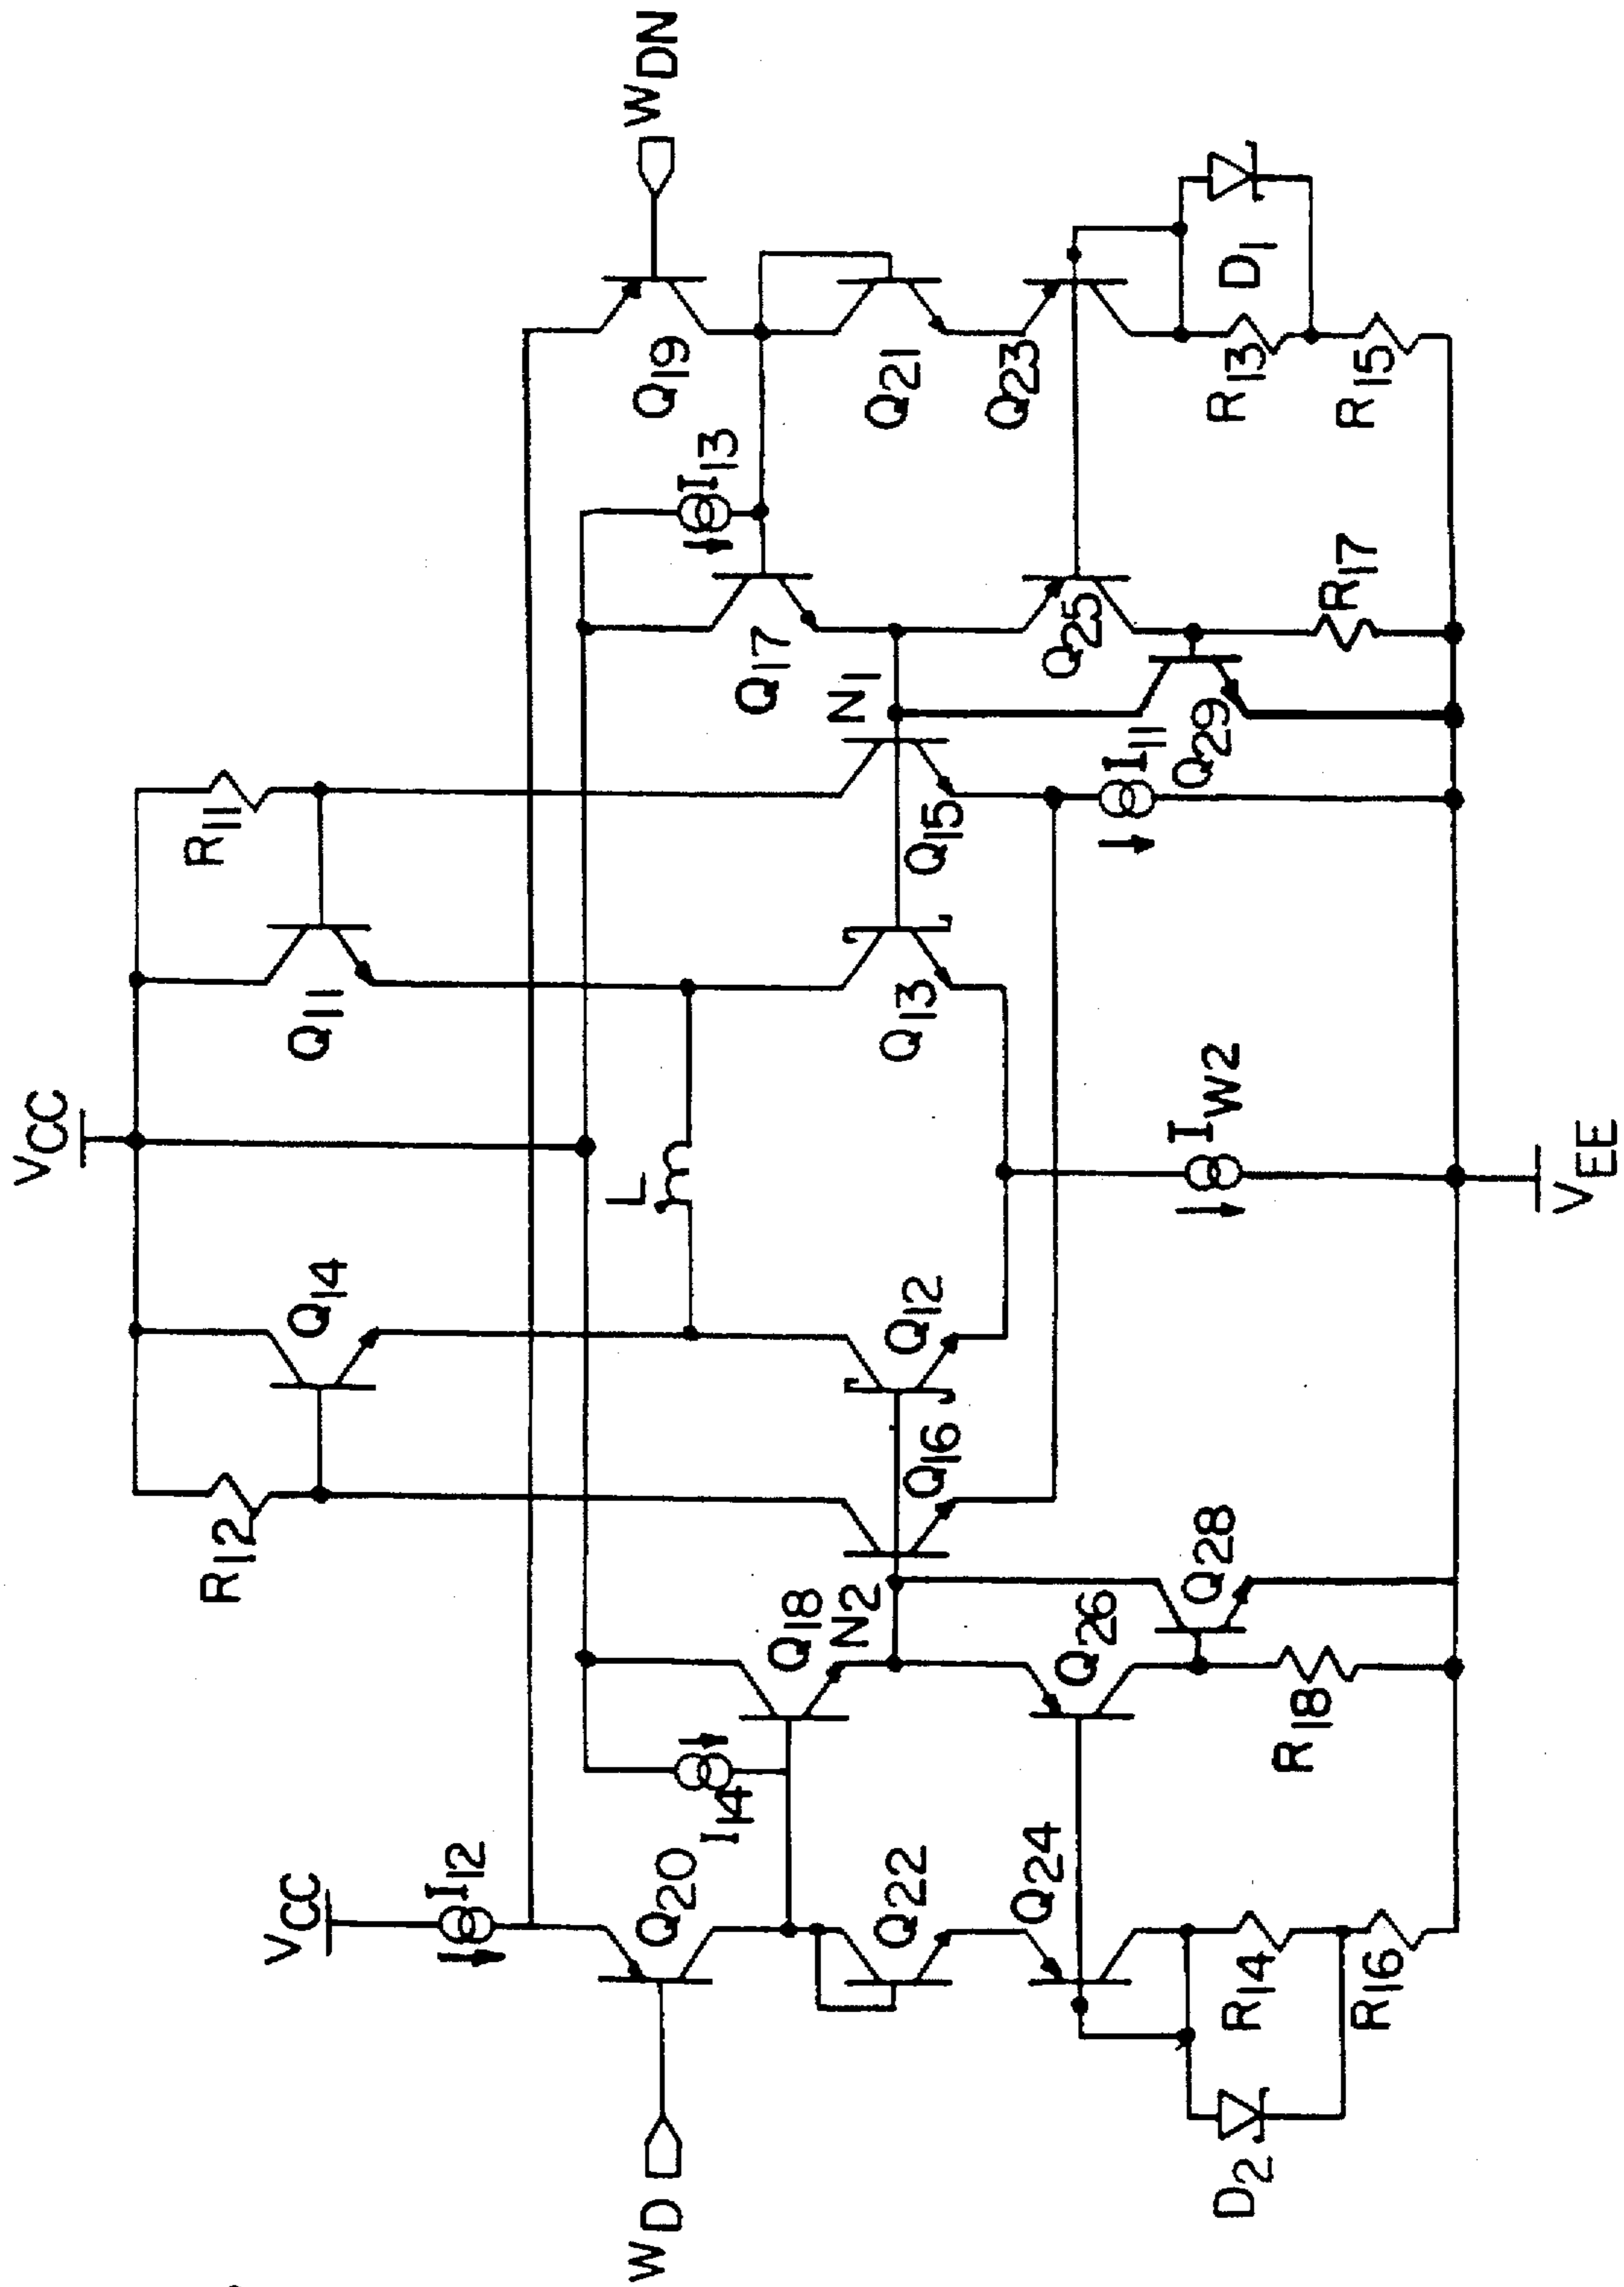 VCC
R12
Q14
Q11
R11
VCC
I12
L
WD
Q20
I14
Q18
N2
Q16
Q12
Q13
Q15
N1
Q17
I13
Q19
WDN
Q22
Q24
Q26
Q28
IW2
I11
Q29
Q25
Q23
Q21
D2
R14
R16
R18
R17
R13
D1
R15
VEE